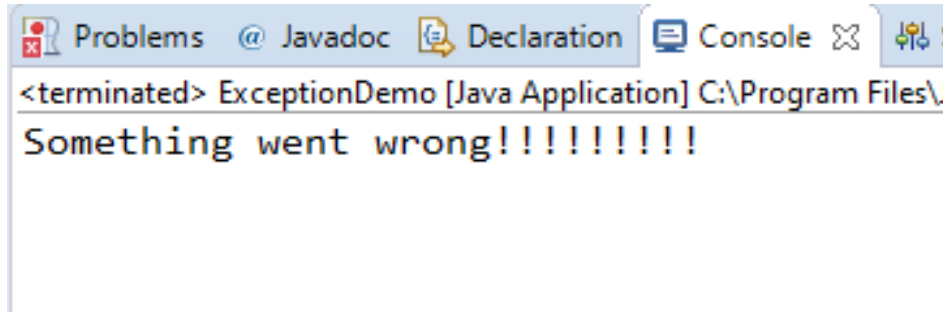 Problems @ Javadoc Declaration Console
<terminated> ExceptionDemo [Java Application] C:\Program Files\
Something went wrong!!!!!!!!!